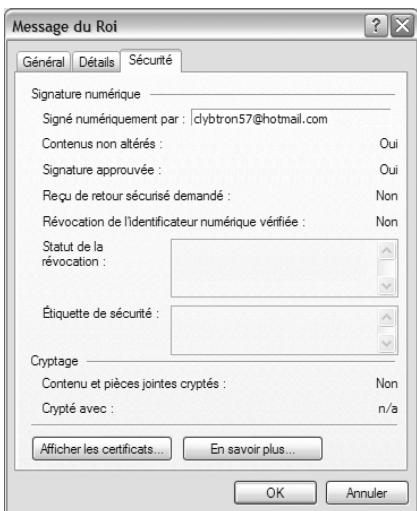 Message du Roi
Général Détails Sécurité
Signature numérique
Signé numériquement par : clybtron57@hotmail.com
Contenus non altérés : Oui
Signature approuvée : Oui
Reçu de retour sécurisé demandé : Non
Révocation de l'identificateur numérique vérifiée : Non
Statut de la
révocation :
Étiquette de sécurité :
Cryptage
Contenu et pièces jointes cryptés : Non
Crypté avec : n/a
Afficher les certificats... En savoir plus...
OK Annuler